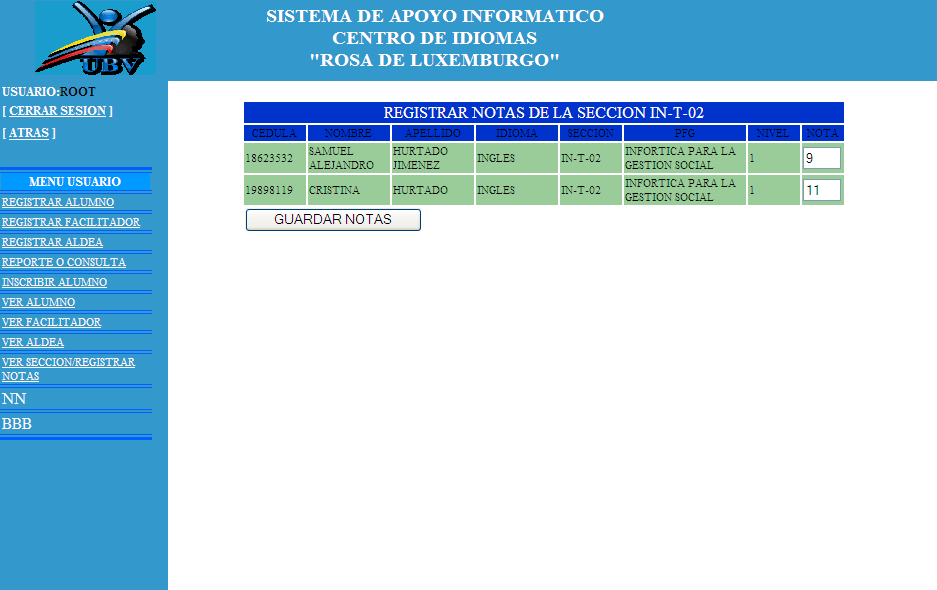 UBV
SISTEMA DE APOYO INFORMATICO
CENTRO DE IDIOMAS
"ROSA DE LUXEMBURGO"
USUARIO:ROOT
[ CERRAR SESION ]
[ ATRAS ]
MENU USUARIO
REGISTRAR ALUMNO
REGISTRAR FACILITADOR
REGISTRAR ALDEA
REPORTE O CONSULTA
INSCRIBIR ALUMNO
VER ALUMNO
VER FACILITADOR
VER ALDEA
VER SECCION/REGISTRAR
NOTAS
NN
BBB
REGISTRAR NOTAS DE LA SECCION IN-T-02
CEDULA NOMBRE APELLIDO IDIOMA SECCION PFG NIVEL NOTA
18623532 SAMUEL ALEJANDRO HURTADO JIMENEZ INGLES IN-T-02 INFORTICA PARA LA GESTION SOCIAL 1 9
19898119 CRISTINA HURTADO INGLES IN-T-02 INFORTICA PARA LA GESTION SOCIAL 1 11
GUARDAR NOTAS